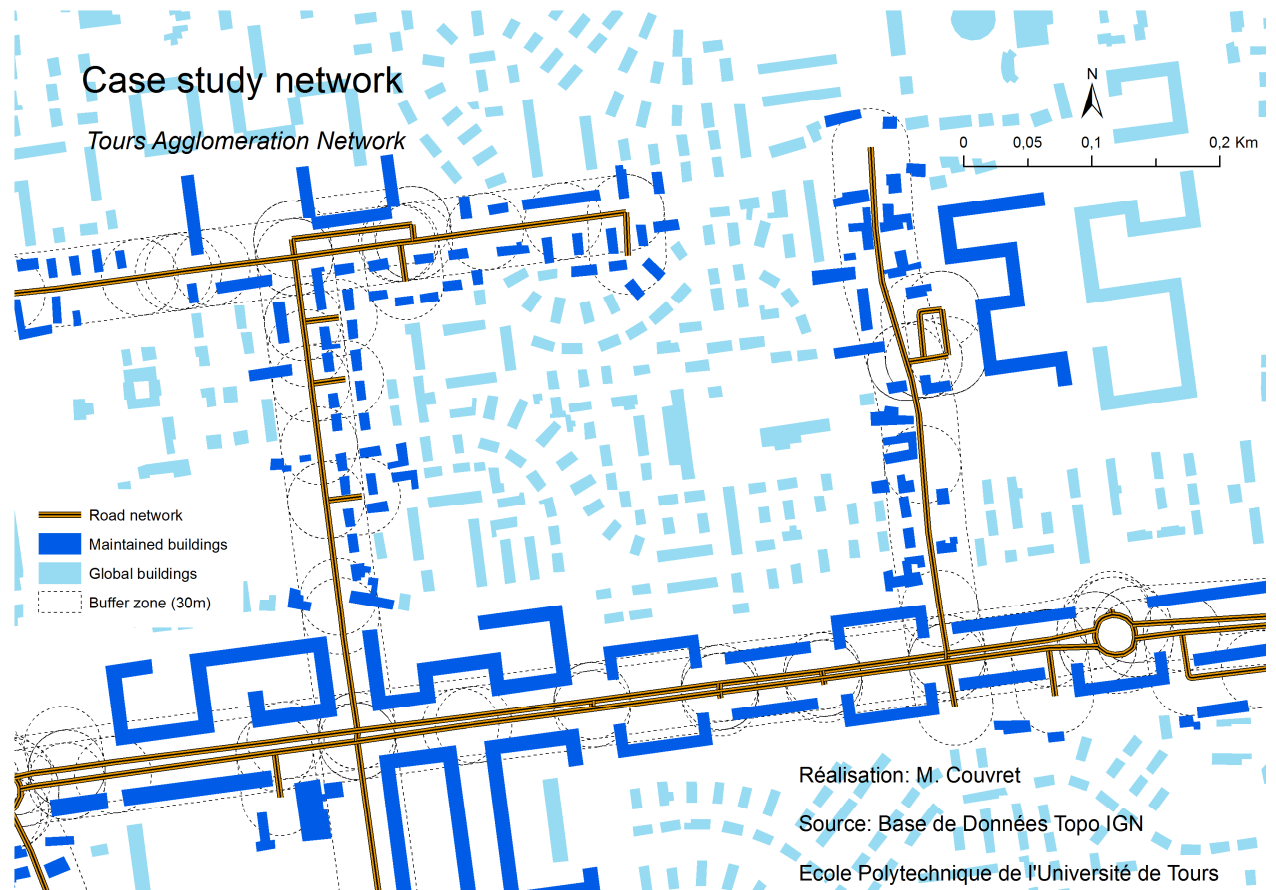 Case study network
Tours Agglomeration Network
N
0 0,05 0,1 0,2 Km
Road network
Maintained buildings
Global buildings
Buffer zone (30m)
Réalisation: M. Couvret
Source: Base de Données Topo IGN
Ecole Polytechnique de l'Université de Tours